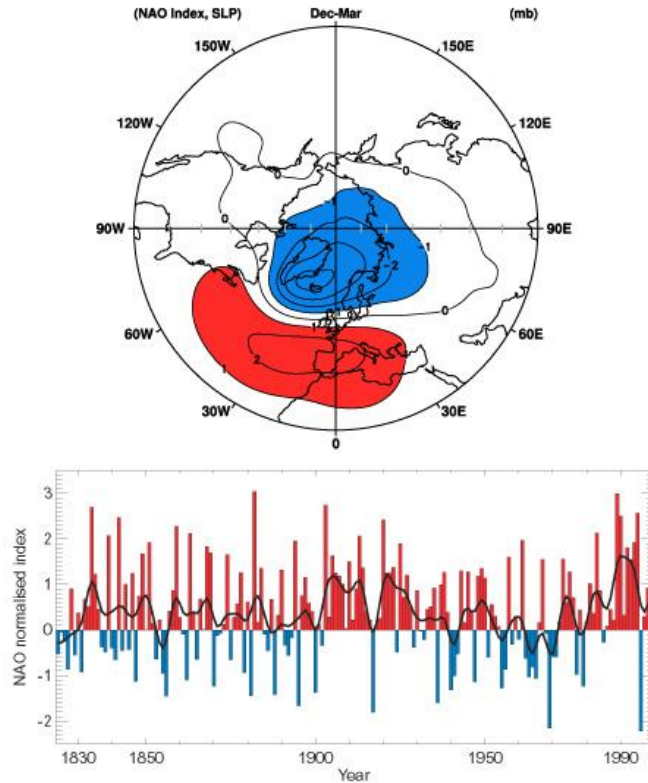 (NAO Index, SLP) Dec-Mar (mb)
150W 150E
120W 120E
0 0
0
-1
90W 90E
-1
-2
0
1
2
1
60W 60E
30W 30E
0
3
2
1
0
-1
-2
NAO normalised index
1830 1850 1900 1950 1990
Year